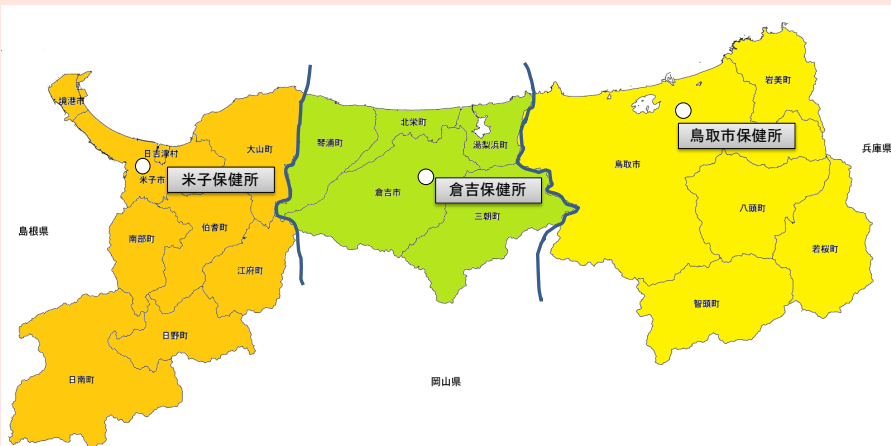 境港市
日吉津村
米子市
大山町
米子保健所
南部町
伯耆町
江府町
日野町
日南町
島根県
琴浦町
北栄町
湯梨浜町
倉吉市
倉吉保健所
三朝町
岡山県
鳥取市
鳥取市保健所
岩美町
八頭町
若桜町
智頭町
兵庫県